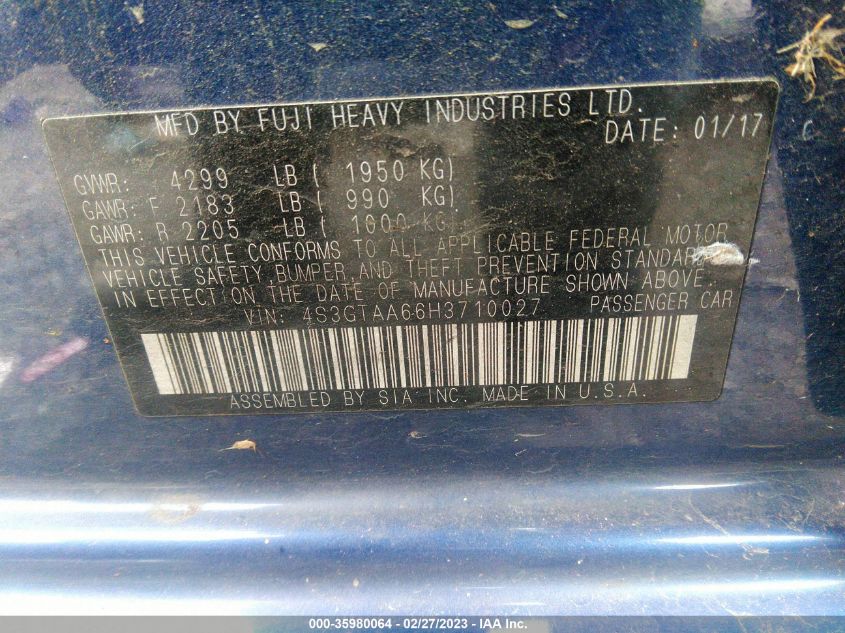 MFD BY FUJI HEAVY INDUSTRIES LTD.
DATE: 01/17
GVWR: 4299 LB ( 1950 KG)
GAWR: F 2183 LB ( 990 KG)
GAWR: R 2205 LB ( 1000 KG)
THIS VEHICLE CONFORMS TO ALL APPLICABLE FEDERAL MOTOR
VEHICLE SAFETY BUMPER AND THEFT PREVENTION STANDARDS
IN EFFECTION THE DATE OF MANUFACTURE SHOWN ABOVE.
VIN: 4S3GTAA66H3710027 PASSENGER CAR
ASSEMBLED BY SIA INC. MADE IN U.S.A.
000-35980064 / 02/27/2023 – IAA Inc.